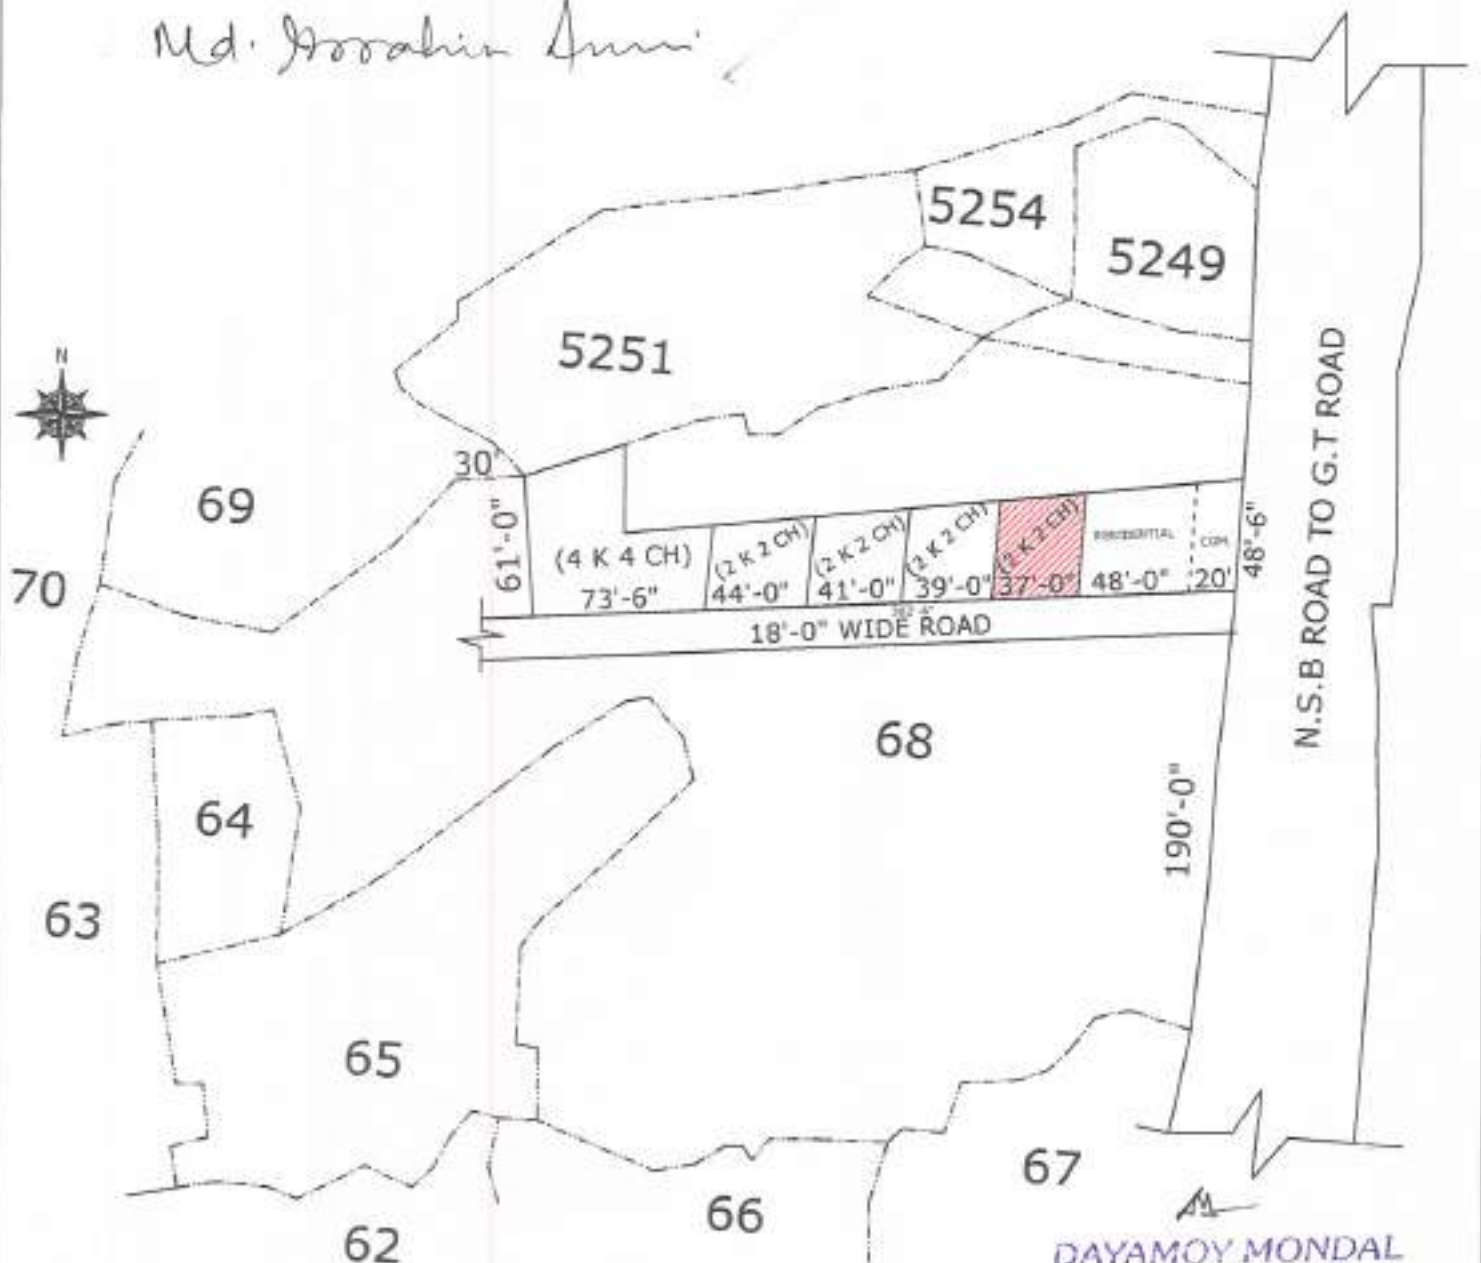 Md.
5254
5249
5251
N
30'
69
70
61'-0"
(4 K 4 CH)
73'-6"
(2 K 2 CH)
44'-0"
(2 K 2 CH)
41'-0"
(2 K 2 CH)
39'-0"
(2 K 2 CH)
37'-0"
RESIDENTIAL
48'-0"
COM.
20'
48'-6"
18'-0" WIDE ROAD
N.S.B ROAD TO G.T ROAD
68
190'-0"
64
63
65
67
66
62
DAYAMOY MONDAL